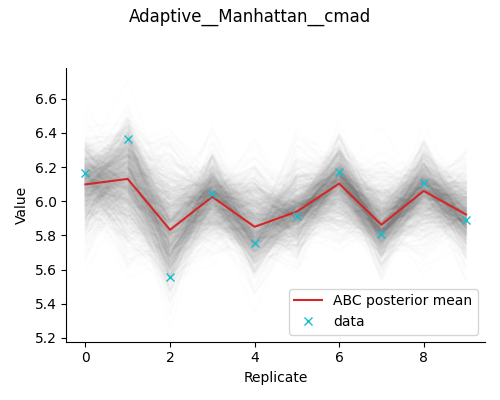 Adaptive__Manhattan__cmad
Value
6.6
6.4
6.2
6.0
5.8
5.6
5.4
5.2
0 2 4 6 8
Replicate
ABC posterior mean
data